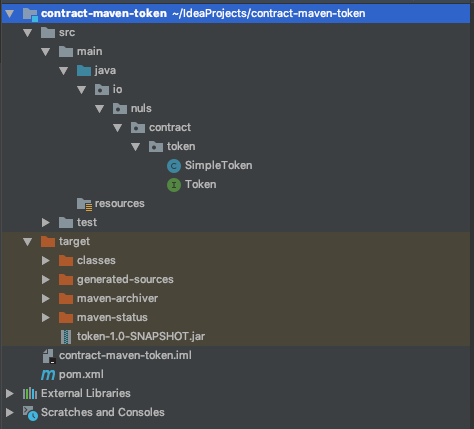 contract-maven-token ~/IdeaProjects/contract-maven-token
src
main
java
io
nuls
contract
token
SimpleToken
Token
resources
test
target
classes
generated-sources
maven-archiver
maven-status
token-1.0-SNAPSHOT.jar
contract-maven-token.iml
pom.xml
External Libraries
Scratches and Consoles